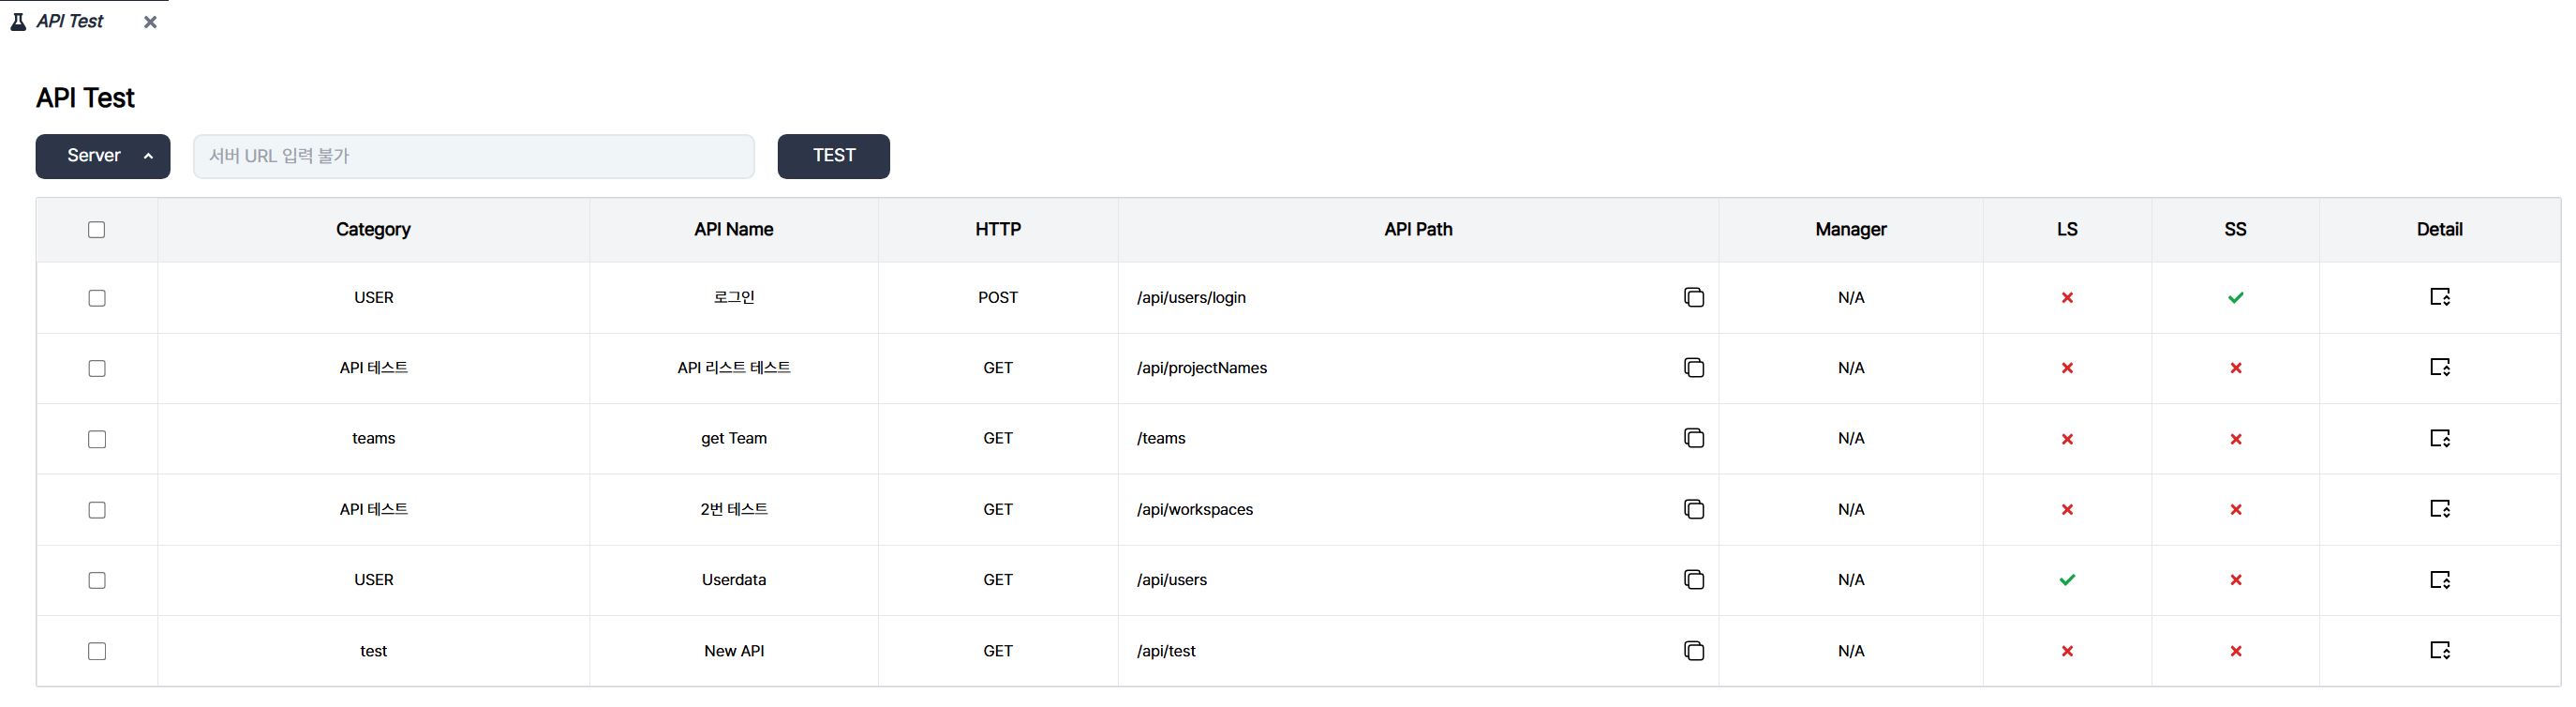 API Test
API Test
Server 서버 URL 입력 불가 TEST
Category API Name HTTP API Path Manager LS SS Detail
USER 로그인 POST /api/users/login N/A
API 테스트 API 리스트 테스트 GET /api/projectNames N/A
teams get Team GET /teams N/A
API 테스트 2번 테스트 GET /api/workspaces N/A
USER Userdata GET /api/users N/A
test New API GET /api/test N/A